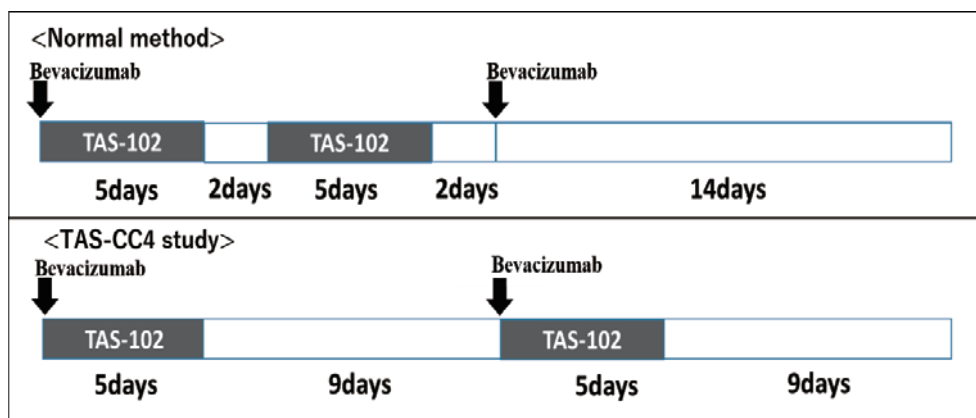 <Normal method>
Bevacizumab Bevacizumab
TAS-102 TAS-102
5days 2days 5days 2days 14days
<TAS-CC4 study>
Bevacizumab Bevacizumab
TAS-102 TAS-102
5days 9days 5days 9days